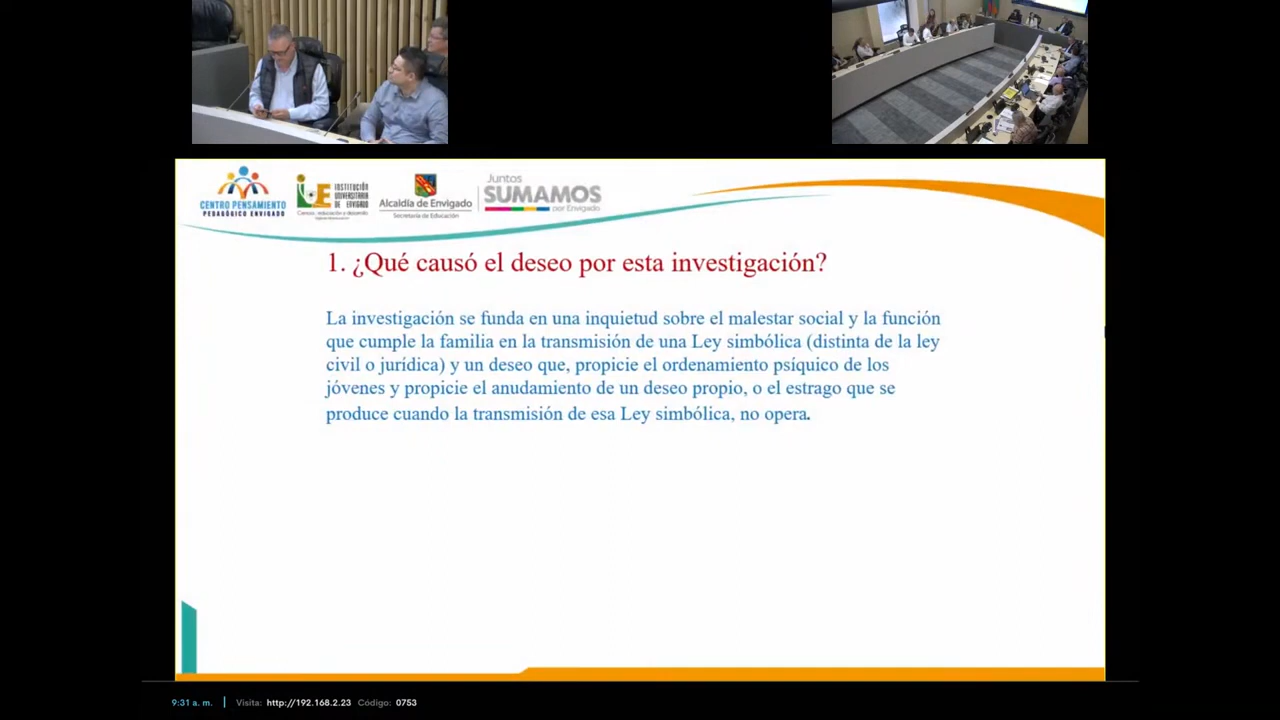 CENTRO PENSAMIENTO
PEDAGÓGICO ENVIGADO
IUE
INSTITUCIÓN
UNIVERSITARIA
DE ENVIGADO
Alcaldía de Envigado
Secretaría de Educación
Juntos
SUMAMOS
por Envigado
1. ¿Qué causó el deseo por esta investigación?
La investigación se funda en una inquietud sobre el malestar social y la función
que cumple la familia en la transmisión de una Ley simbólica (distinta de la ley
civil o jurídica) y un deseo que, propicie el ordenamiento psíquico de los
jóvenes y propicie el anudamiento de un deseo propio, o el estrago que se
produce cuando la transmisión de esa Ley simbólica, no opera.
9:31 a. m. | Visita: http://192.168.2.23 Código: 0753